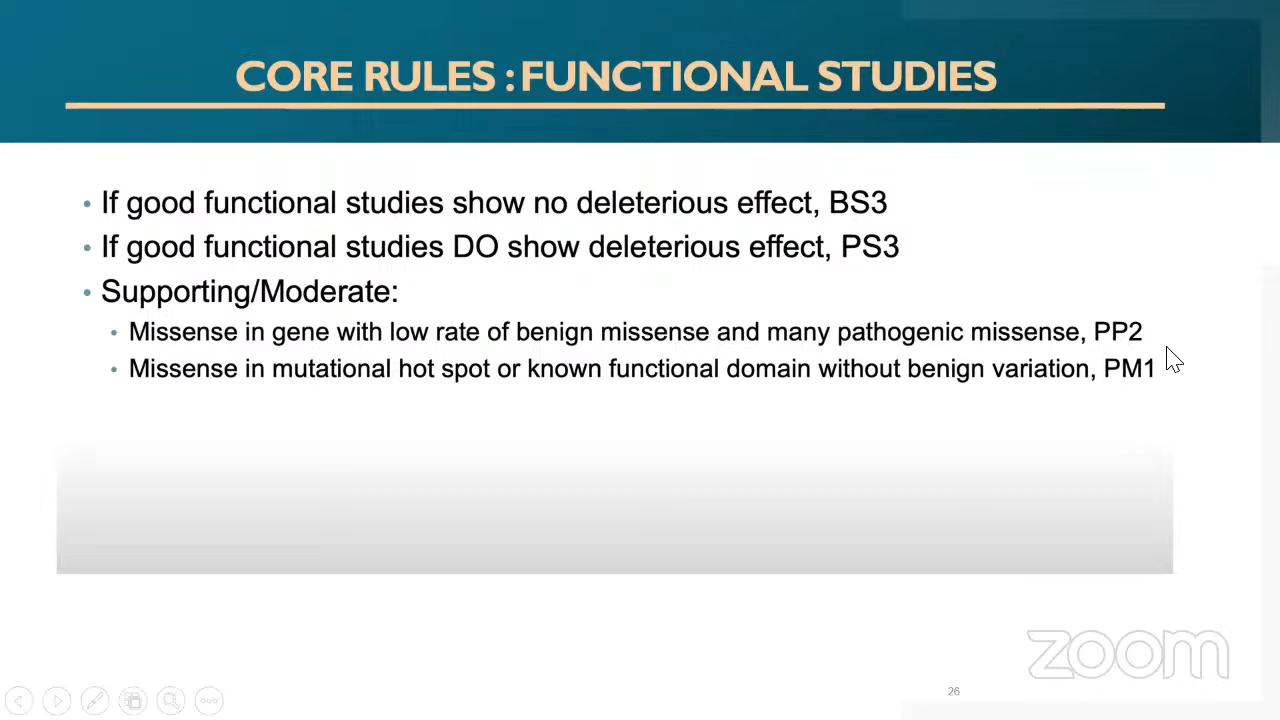 CORE RULES : FUNCTIONAL STUDIES
• If good functional studies show no deleterious effect, BS3
• If good functional studies DO show deleterious effect, PS3
• Supporting/Moderate:
• Missense in gene with low rate of benign missense and many pathogenic missense, PP2
• Missense in mutational hot spot or known functional domain without benign variation, PM1
zoom
26